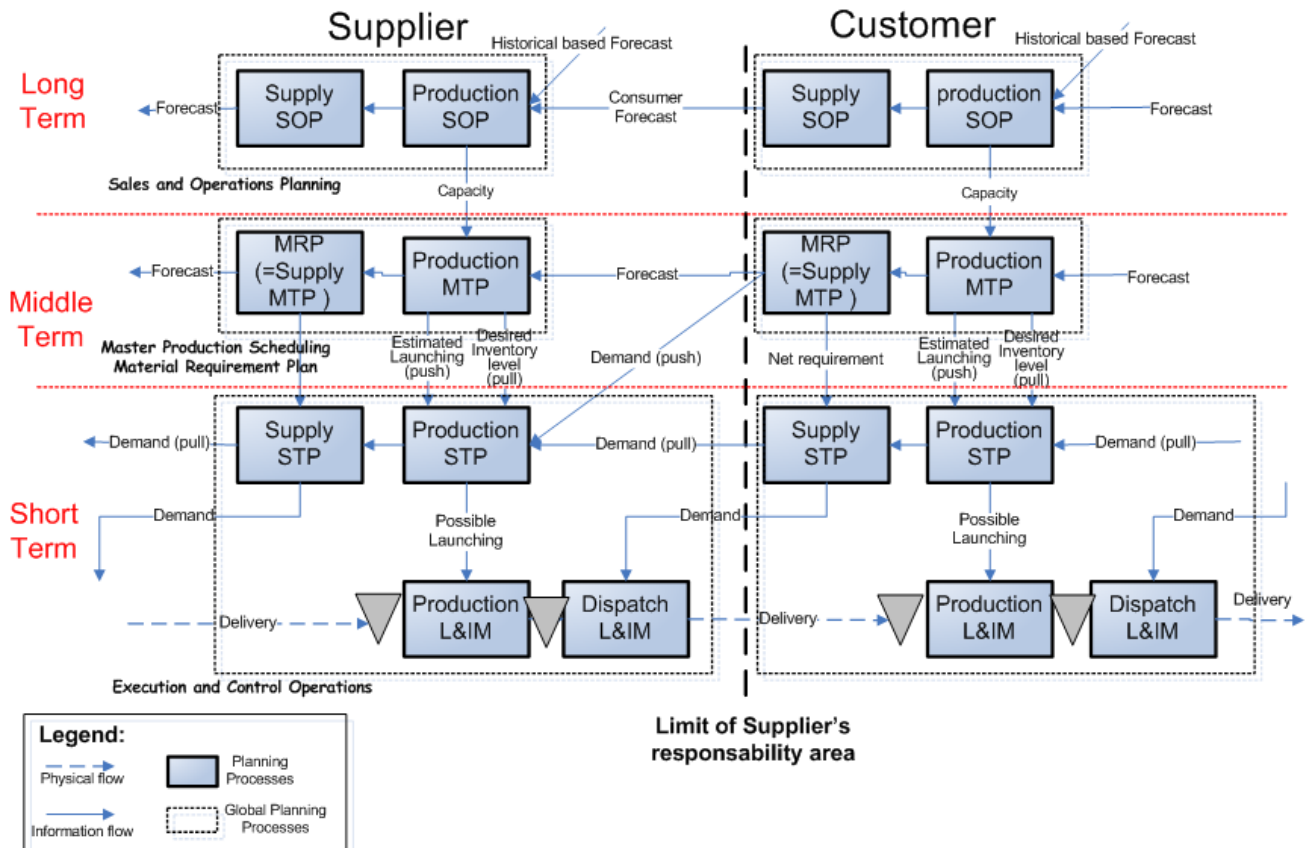 Supplier
Customer
Historical based Forecast
Historical based Forecast
Long
Term
Forecast
Supply
SOP
Production
SOP
Consumer
Forecast
Supply
SOP
production
SOP
Forecast
Sales and Operations Planning
Capacity
Capacity
Middle
Term
Forecast
MRP
(=Supply
MTP )
Production
MTP
Forecast
MRP
(=Supply
MTP )
Production
MTP
Forecast
Master Production Scheduling
Material Requirement Plan
Estimated
Launching
(push)
Desired
Inventory
level
(pull)
Demand (push)
Net requirement
Estimated
Launching
(push)
Desired
Inventory
level
(pull)
Short
Term
Demand (pull)
Supply
STP
Production
STP
Demand (pull)
Supply
STP
Production
STP
Demand (pull)
Demand
Possible
Launching
Demand
Possible
Launching
Demand
Delivery
Production
L&IM
Dispatch
L&IM
Delivery
Production
L&IM
Dispatch
L&IM
Delivery
Execution and Control Operations
Limit of Supplier's
responsability area
Legend:
Physical flow
Planning
Processes
Information flow
Global Planning
Processes